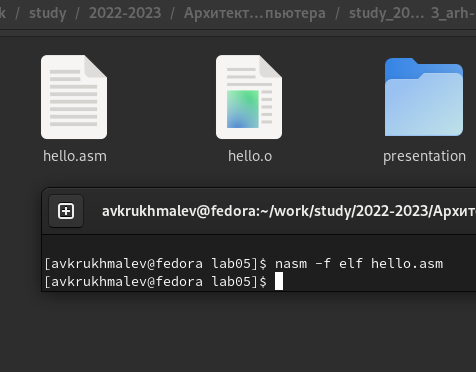 k / study / 2022-2023 / Архитект…пьютера / study_20… 3_arh-
hello.asm hello.o presentation
avkrukhmalev@fedora:~/work/study/2022-2023/Архите
[avkrukhmalev@fedora lab05]$ nasm -f elf hello.asm
[avkrukhmalev@fedora lab05]$